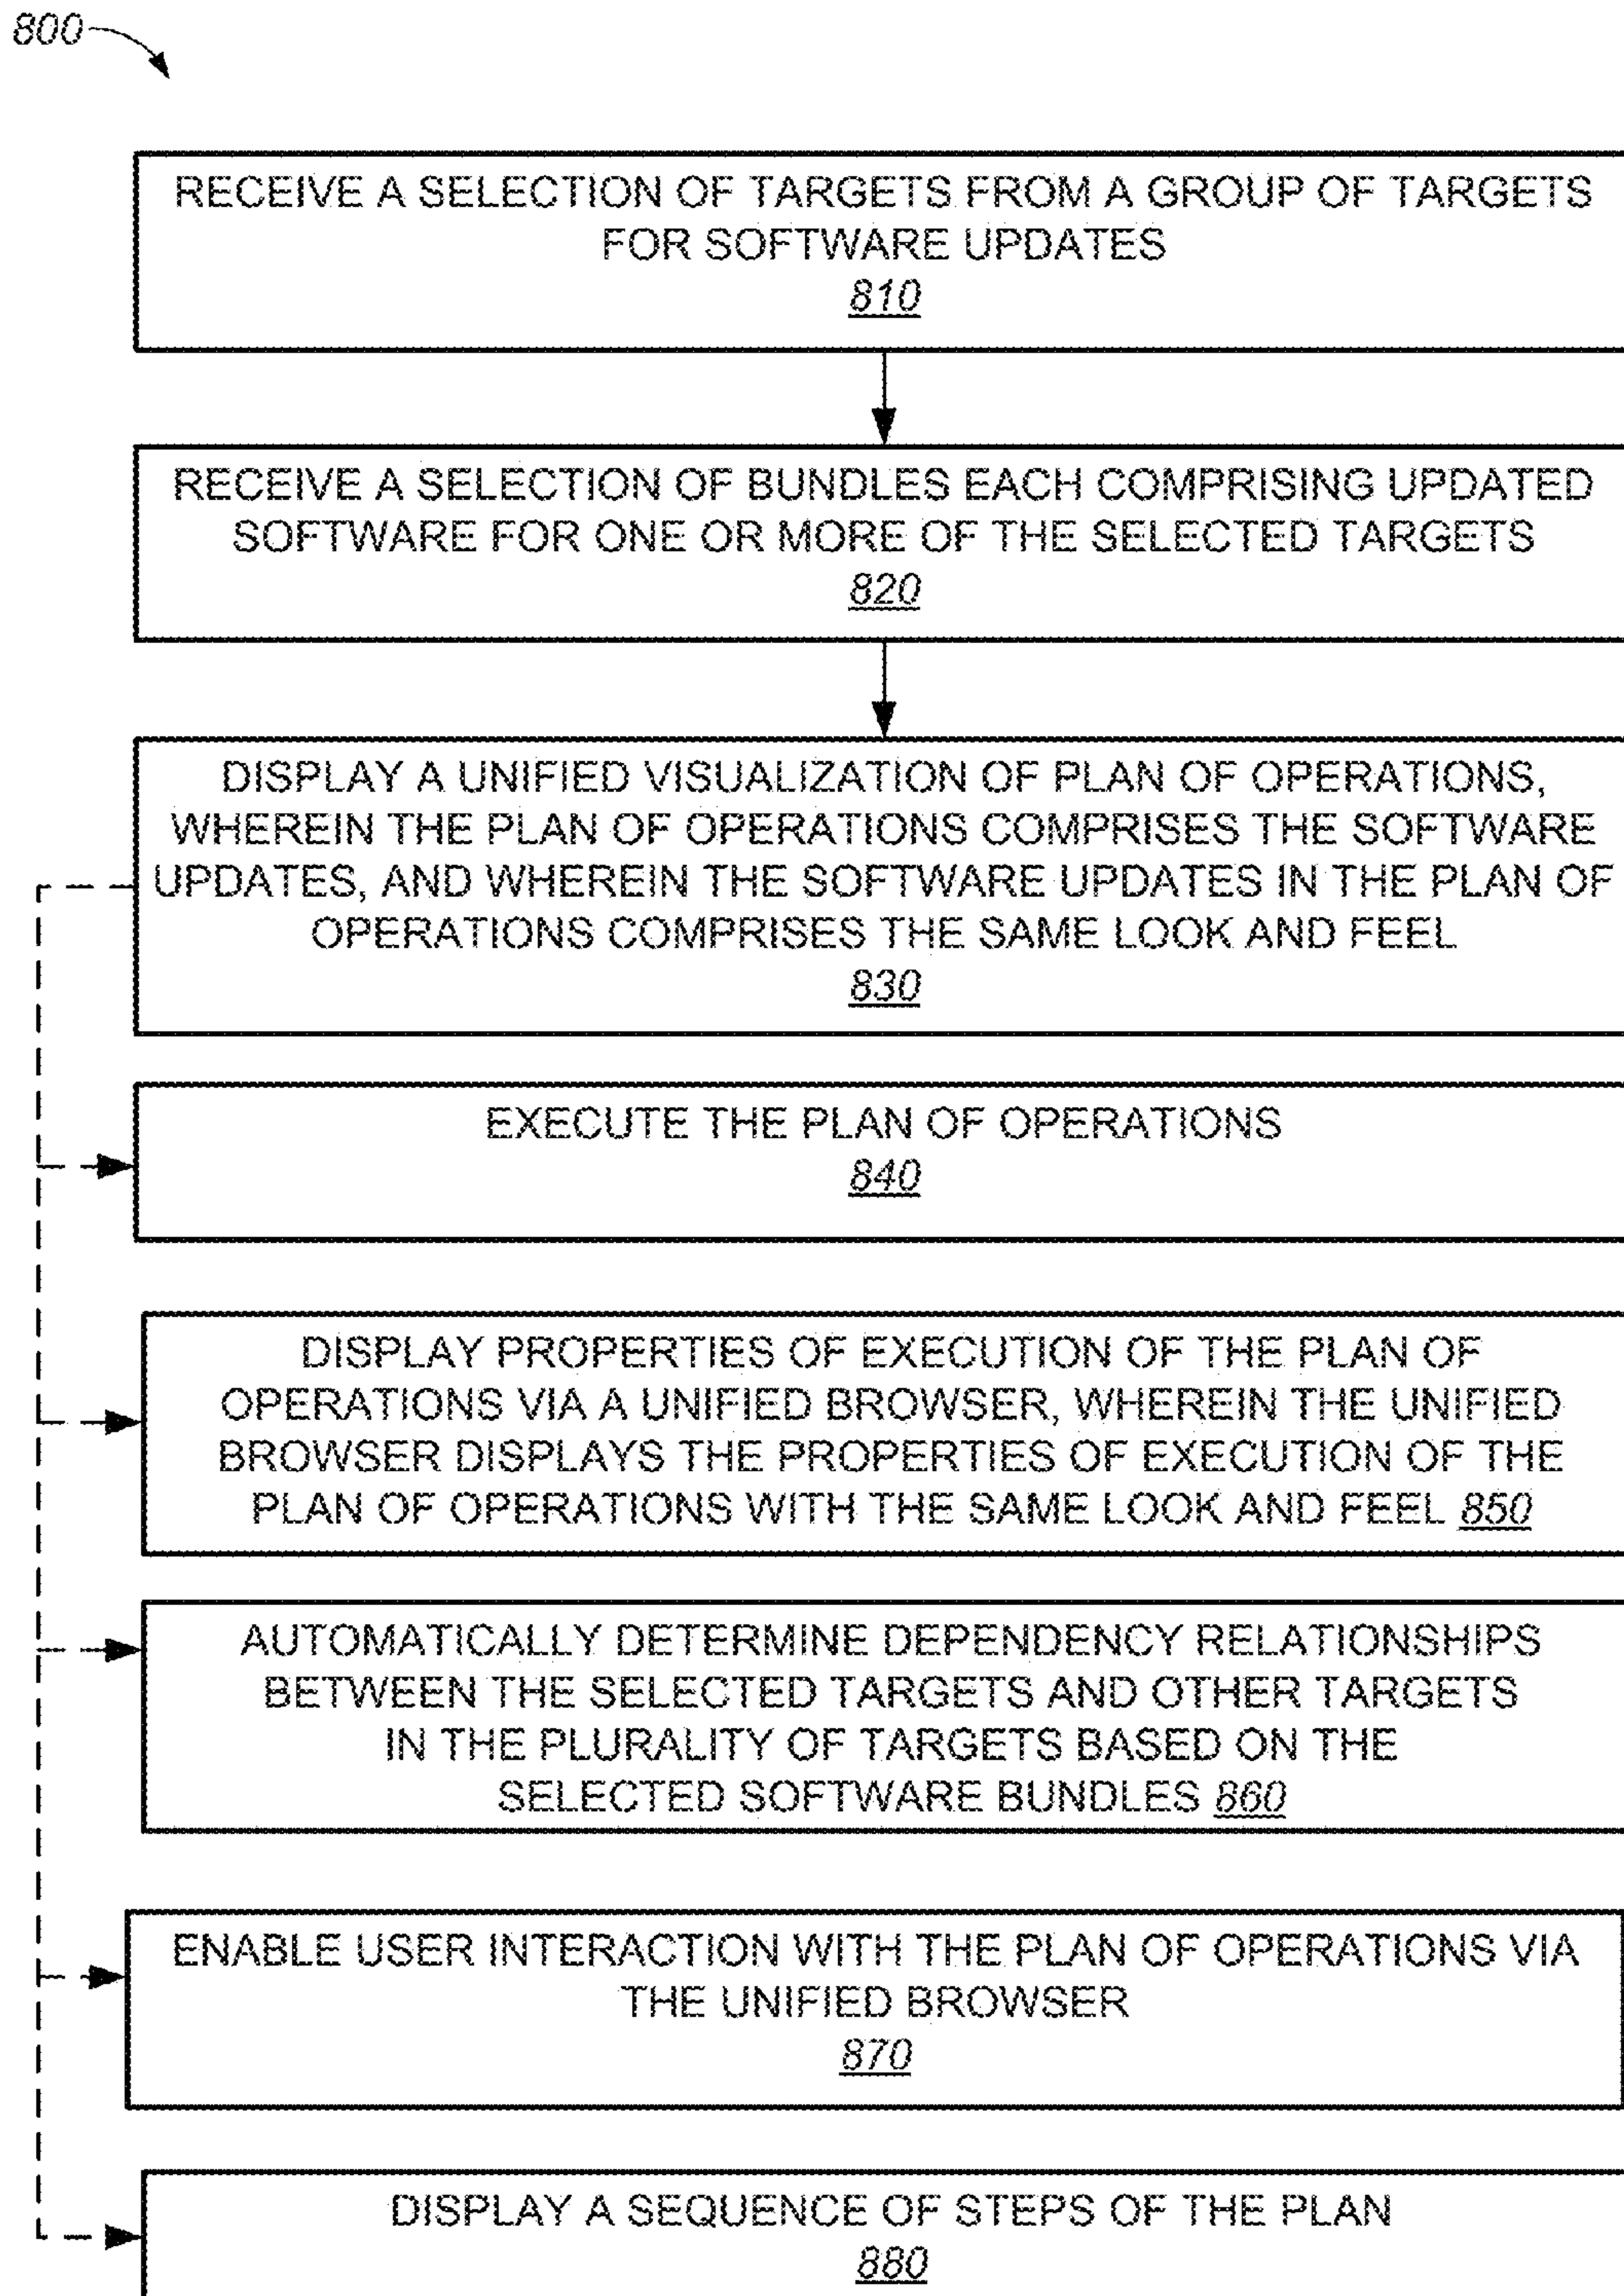 800
RECEIVE A SELECTION OF TARGETS FROM A GROUP OF TARGETS
FOR SOFTWARE UPDATES
810
RECEIVE A SELECTION OF BUNDLES EACH COMPRISING UPDATED
SOFTWARE FOR ONE OR MORE OF THE SELECTED TARGETS
820
DISPLAY A UNIFIED VISUALIZATION OF PLAN OF OPERATIONS,
WHEREIN THE PLAN OF OPERATIONS COMPRISES THE SOFTWARE
UPDATES, AND WHEREIN THE SOFTWARE UPDATES IN THE PLAN OF
OPERATIONS COMPRISES THE SAME LOOK AND FEEL
830
EXECUTE THE PLAN OF OPERATIONS
840
DISPLAY PROPERTIES OF EXECUTION OF THE PLAN OF
OPERATIONS VIA A UNIFIED BROWSER, WHEREIN THE UNIFIED
BROWSER DISPLAYS THE PROPERTIES OF EXECUTION OF THE
PLAN OF OPERATIONS WITH THE SAME LOOK AND FEEL 850
AUTOMATICALLY DETERMINE DEPENDENCY RELATIONSHIPS
BETWEEN THE SELECTED TARGETS AND OTHER TARGETS
IN THE PLURALITY OF TARGETS BASED ON THE
SELECTED SOFTWARE BUNDLES 860
ENABLE USER INTERACTION WITH THE PLAN OF OPERATIONS VIA
THE UNIFIED BROWSER
870
DISPLAY A SEQUENCE OF STEPS OF THE PLAN
880